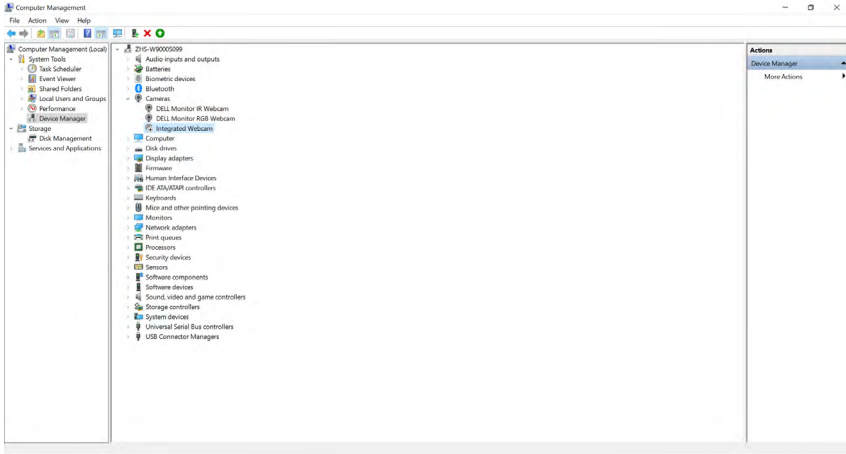 Computer Management
File Action View Help
Computer Management (Local)
System Tools
Task Scheduler
Event Viewer
Shared Folders
Local Users and Groups
Performance
Device Manager
Storage
Disk Management
Services and Applications
ZHS-W90005099
Audio inputs and outputs
Batteries
Biometric devices
Bluetooth
Cameras
DELL Monitor IR Webcam
DELL Monitor RGB Webcam
Integrated Webcam
Computer
Disk drives
Display adapters
Firmware
Human Interface Devices
IDE ATA/ATAPI controllers
Keyboards
Mice and other pointing devices
Monitors
Network adapters
Print queues
Processors
Security devices
Sensors
Software components
Software devices
Sound, video and game controllers
Storage controllers
System devices
Universal Serial Bus controllers
USB Connector Managers
Actions
Device Manager
More Actions